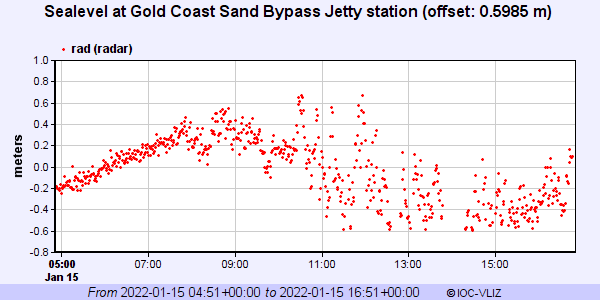 Sealevel at Gold Coast Sand Bypass Jetty station (offset: 0.5985 m)
rad (radar)
1.0
0.8
0.6
0.4
0.2
0.0
-0.2
-0.4
-0.6
-0.8
meters
05:00 07:00 09:00 11:00 13:00 15:00
Jan 15
From 2022-01-15 04:51+00:00 to 2022-01-15 16:51+00:00 © IOC-VLIZ